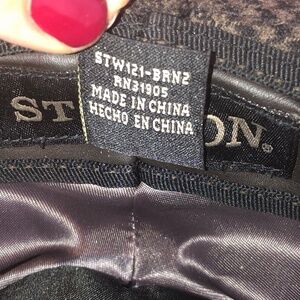 STW121-BRN2
RN31905
MADE IN CHINA
HECHO EN CHINA
ST ON®